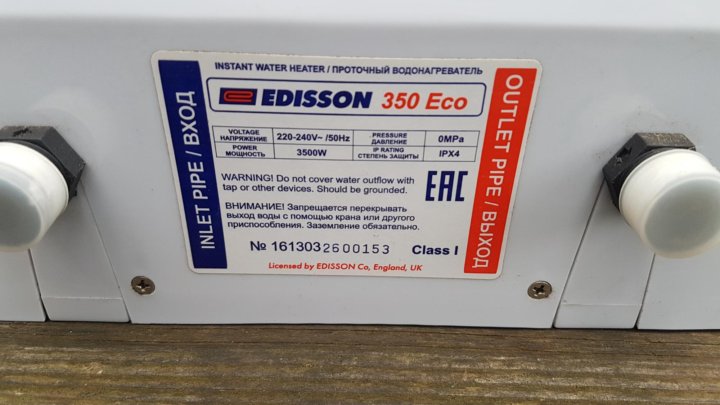 INSTANT WATER HEATER / ПРОТОЧНЫЙ ВОДОНАГРЕВАТЕЛЬ
EDISSON 350 Eco
INLET PIPE / ВХОД
OUTLET PIPE / ВЫХОД
VOLTAGE НАПРЯЖЕНИЕ 220-240V~ /50Hz PRESSURE ДАВЛЕНИЕ 0MPa
POWER МОЩНОСТЬ 3500W IP RATING СТЕПЕНЬ ЗАЩИТЫ IPX4
WARNING! Do not cover water outflow with
tap or other devices. Should be grounded.
EAC
ВНИМАНИЕ! Запрещается перекрывать
выход воды с помощью крана или другого
приспособления. Заземление обязательно.
№ 1613032600153 Class I
Licensed by EDISSON Co, England, UK